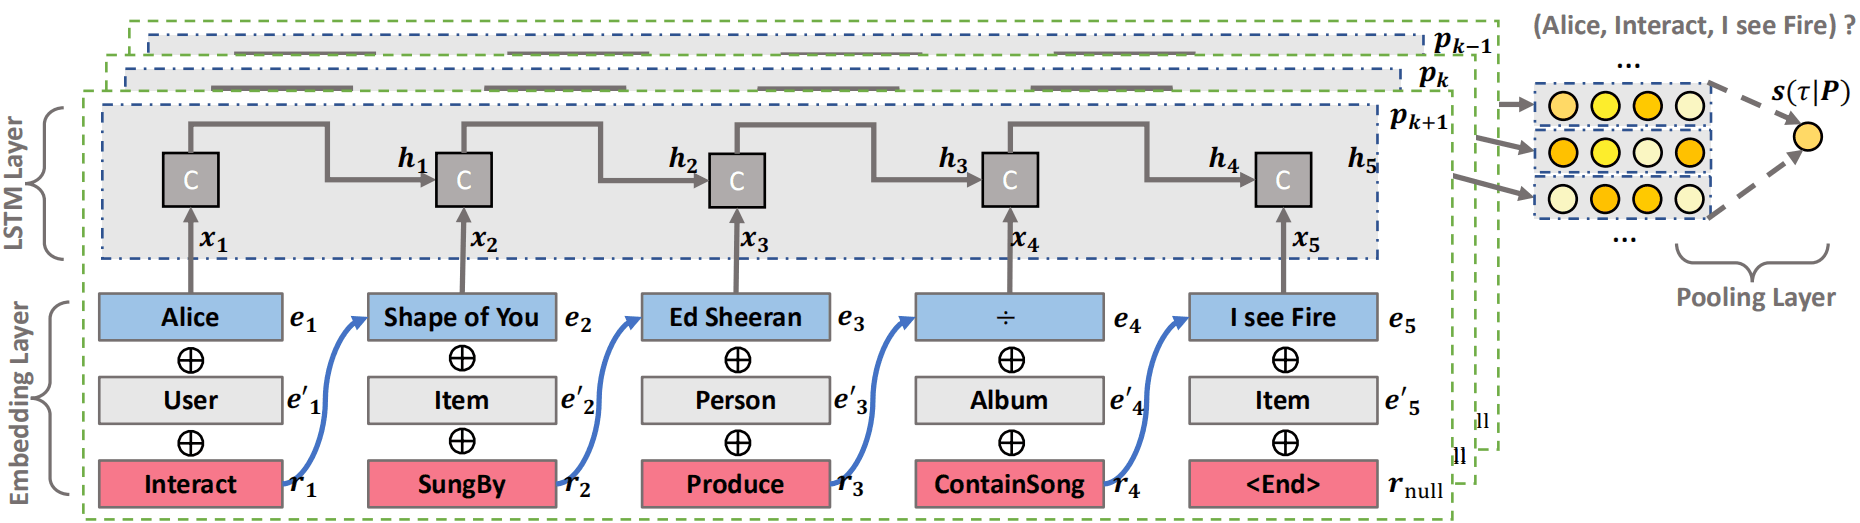 (Alice, Interact, I see Fire) ?
p_{k-1}
...
p_k
s(τ|P)
p_{k+1}
LSTM Layer
h_1 h_2 h_3 h_4 h_5
C C C C C
x_1 x_2 x_3 x_4 x_5
...
Pooling Layer
Embedding Layer
Alice e_1 Shape of You e_2 Ed Sheeran e_3 ÷ e_4 I see Fire e_5
⊕ ⊕ ⊕ ⊕ ⊕
User e'_1 Item e'_2 Person e'_3 Album e'_4 Item e'_5
ll
⊕ ⊕ ⊕ ⊕ ⊕
ll
Interact r_1 SungBy r_2 Produce r_3 ContainSong r_4 <End> r_null